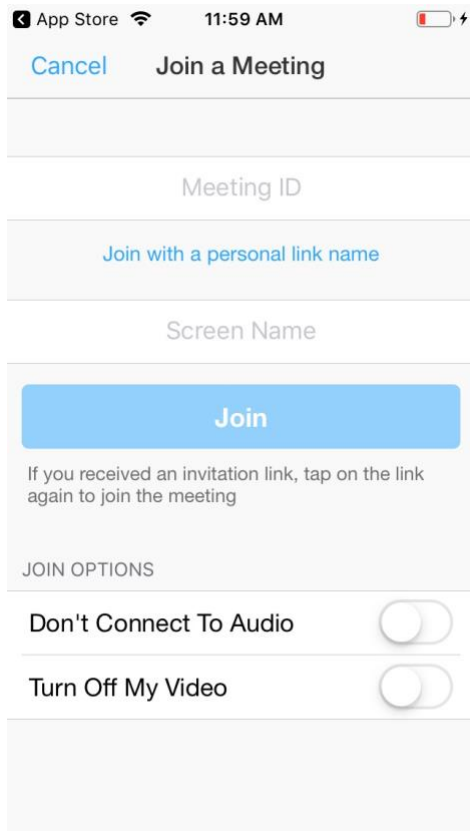 App Store 11:59 AM
Cancel Join a Meeting
Meeting ID
Join with a personal link name
Screen Name
Join
If you received an invitation link, tap on the link
again to join the meeting
JOIN OPTIONS
Don't Connect To Audio
Turn Off My Video